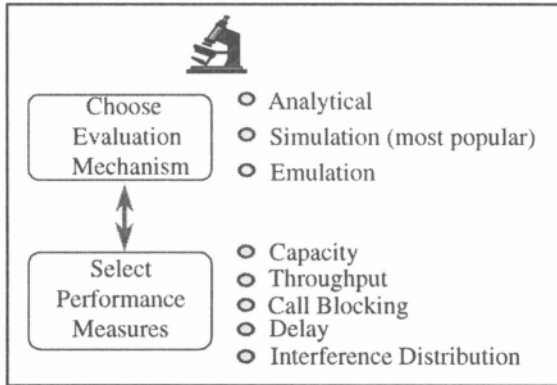 Choose
Evaluation
Mechanism
Analytical
Simulation (most popular)
Emulation
Select
Performance
Measures
Capacity
Throughput
Call Blocking
Delay
Interference Distribution